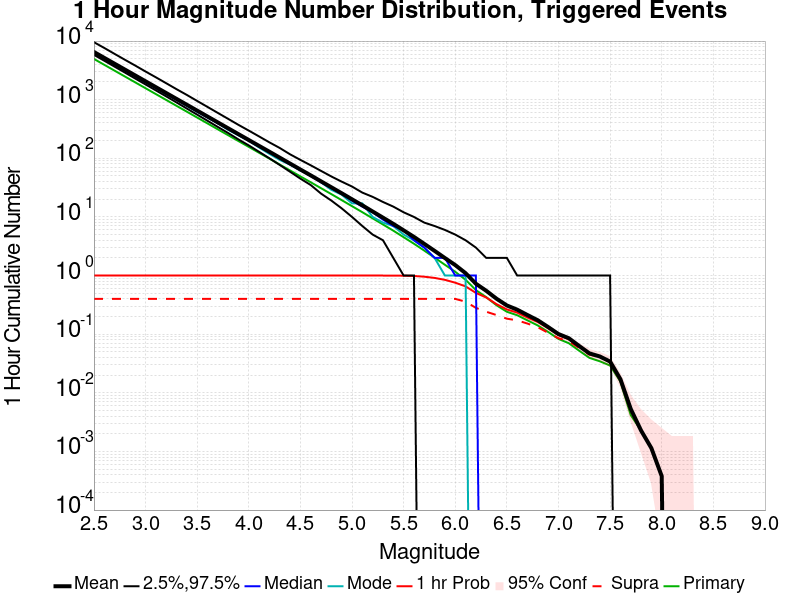 1 Hour Magnitude Number Distribution, Triggered Events
1 Hour Cumulative Number
10^4
10^3
10^2
10^1
10^0
10^-1
10^-2
10^-3
10^-4
2.5 3.0 3.5 4.0 4.5 5.0 5.5 6.0 6.5 7.0 7.5 8.0 8.5 9.0
Magnitude
Mean 2.5%,97.5% Median Mode 1 hr Prob 95% Conf Supra Primary